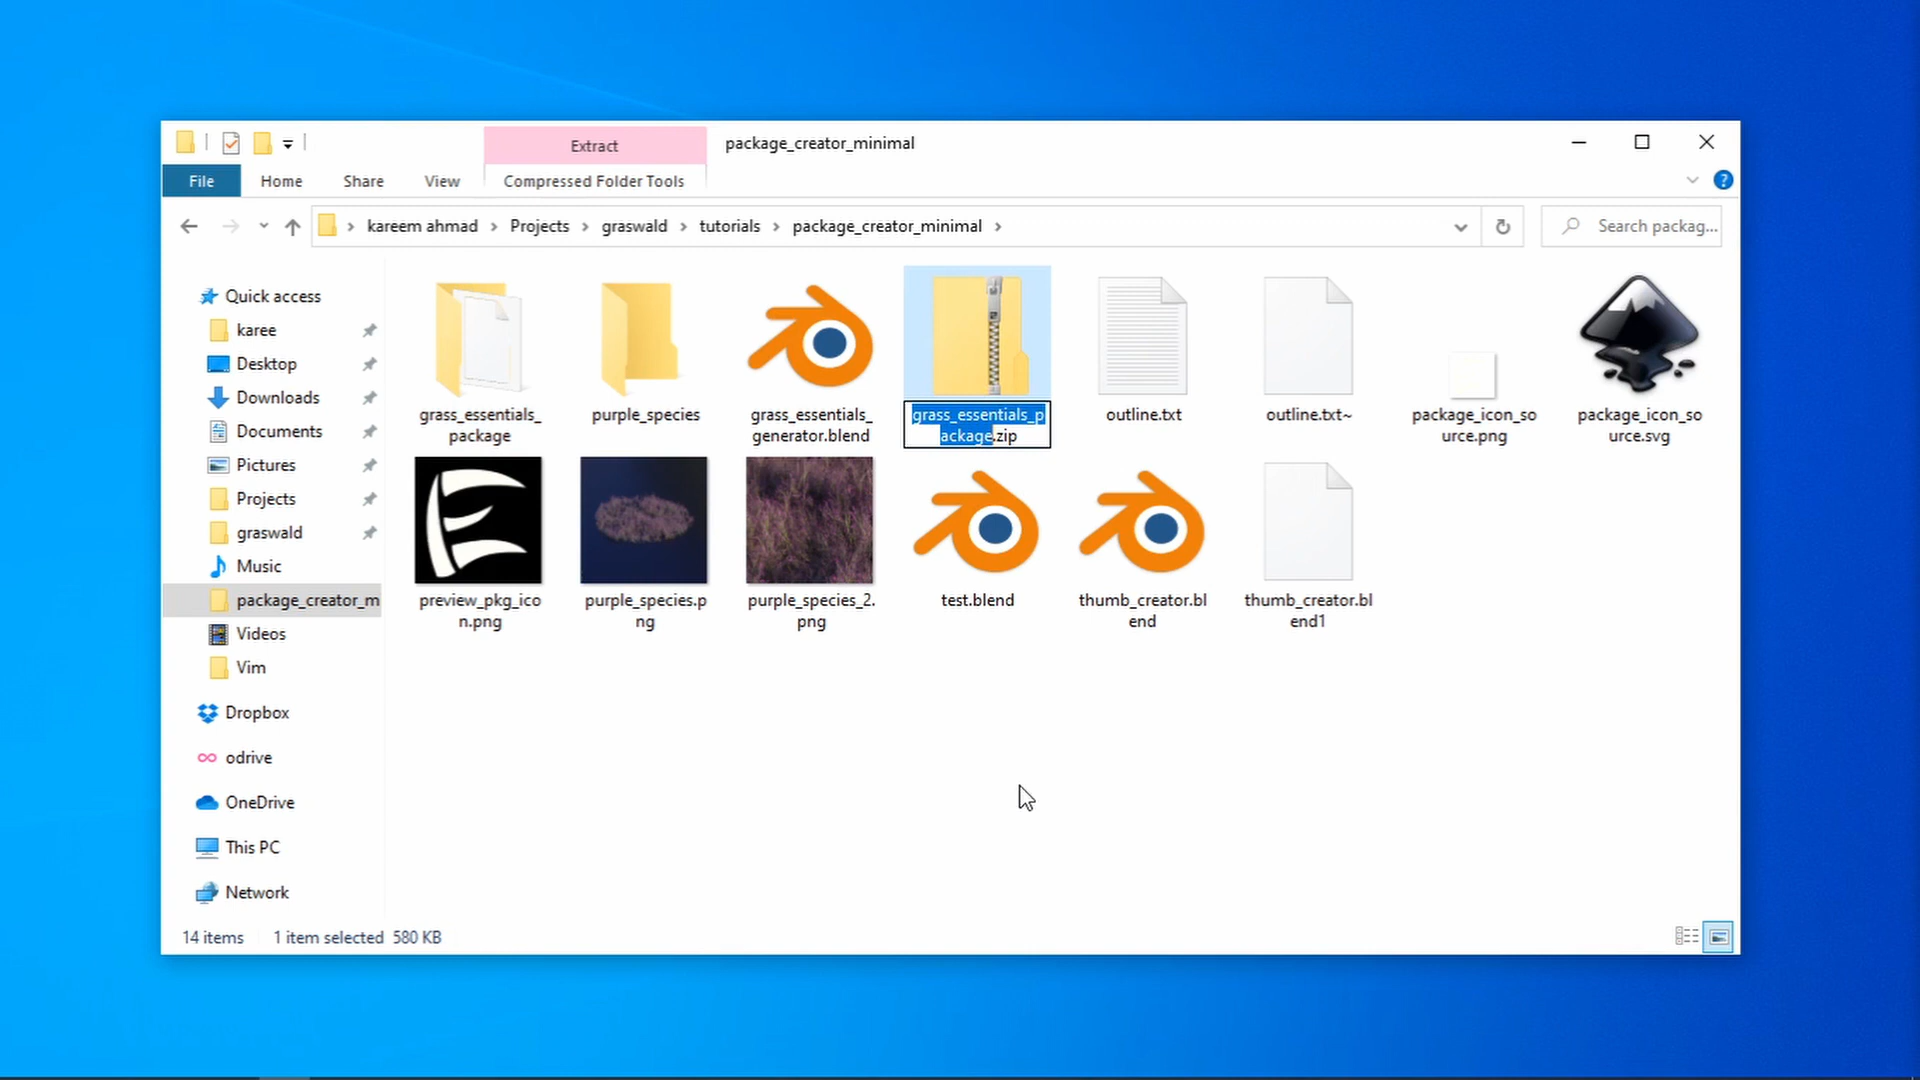 Extract
package_creator_minimal
File
Home
Share
View
Compressed Folder Tools
?
kareem ahmad
Projects
graswald
tutorials
package_creator_minimal
Search packag...
Quick access
karee
Desktop
Downloads
Documents
Pictures
Projects
graswald
Music
package_creator_m
Videos
Vim
Dropbox
odrive
OneDrive
This PC
Network
grass_essentials_
package
purple_species
grass_essentials_
generator.blend
grass_essentials_p
ackage.zip
outline.txt
outline.txt~
package_icon_so
urce.png
package_icon_so
urce.svg
preview_pkg_ico
n.png
purple_species.p
ng
purple_species_2.
png
test.blend
thumb_creator.bl
end
thumb_creator.bl
end1
14 items
1 item selected
580 KB